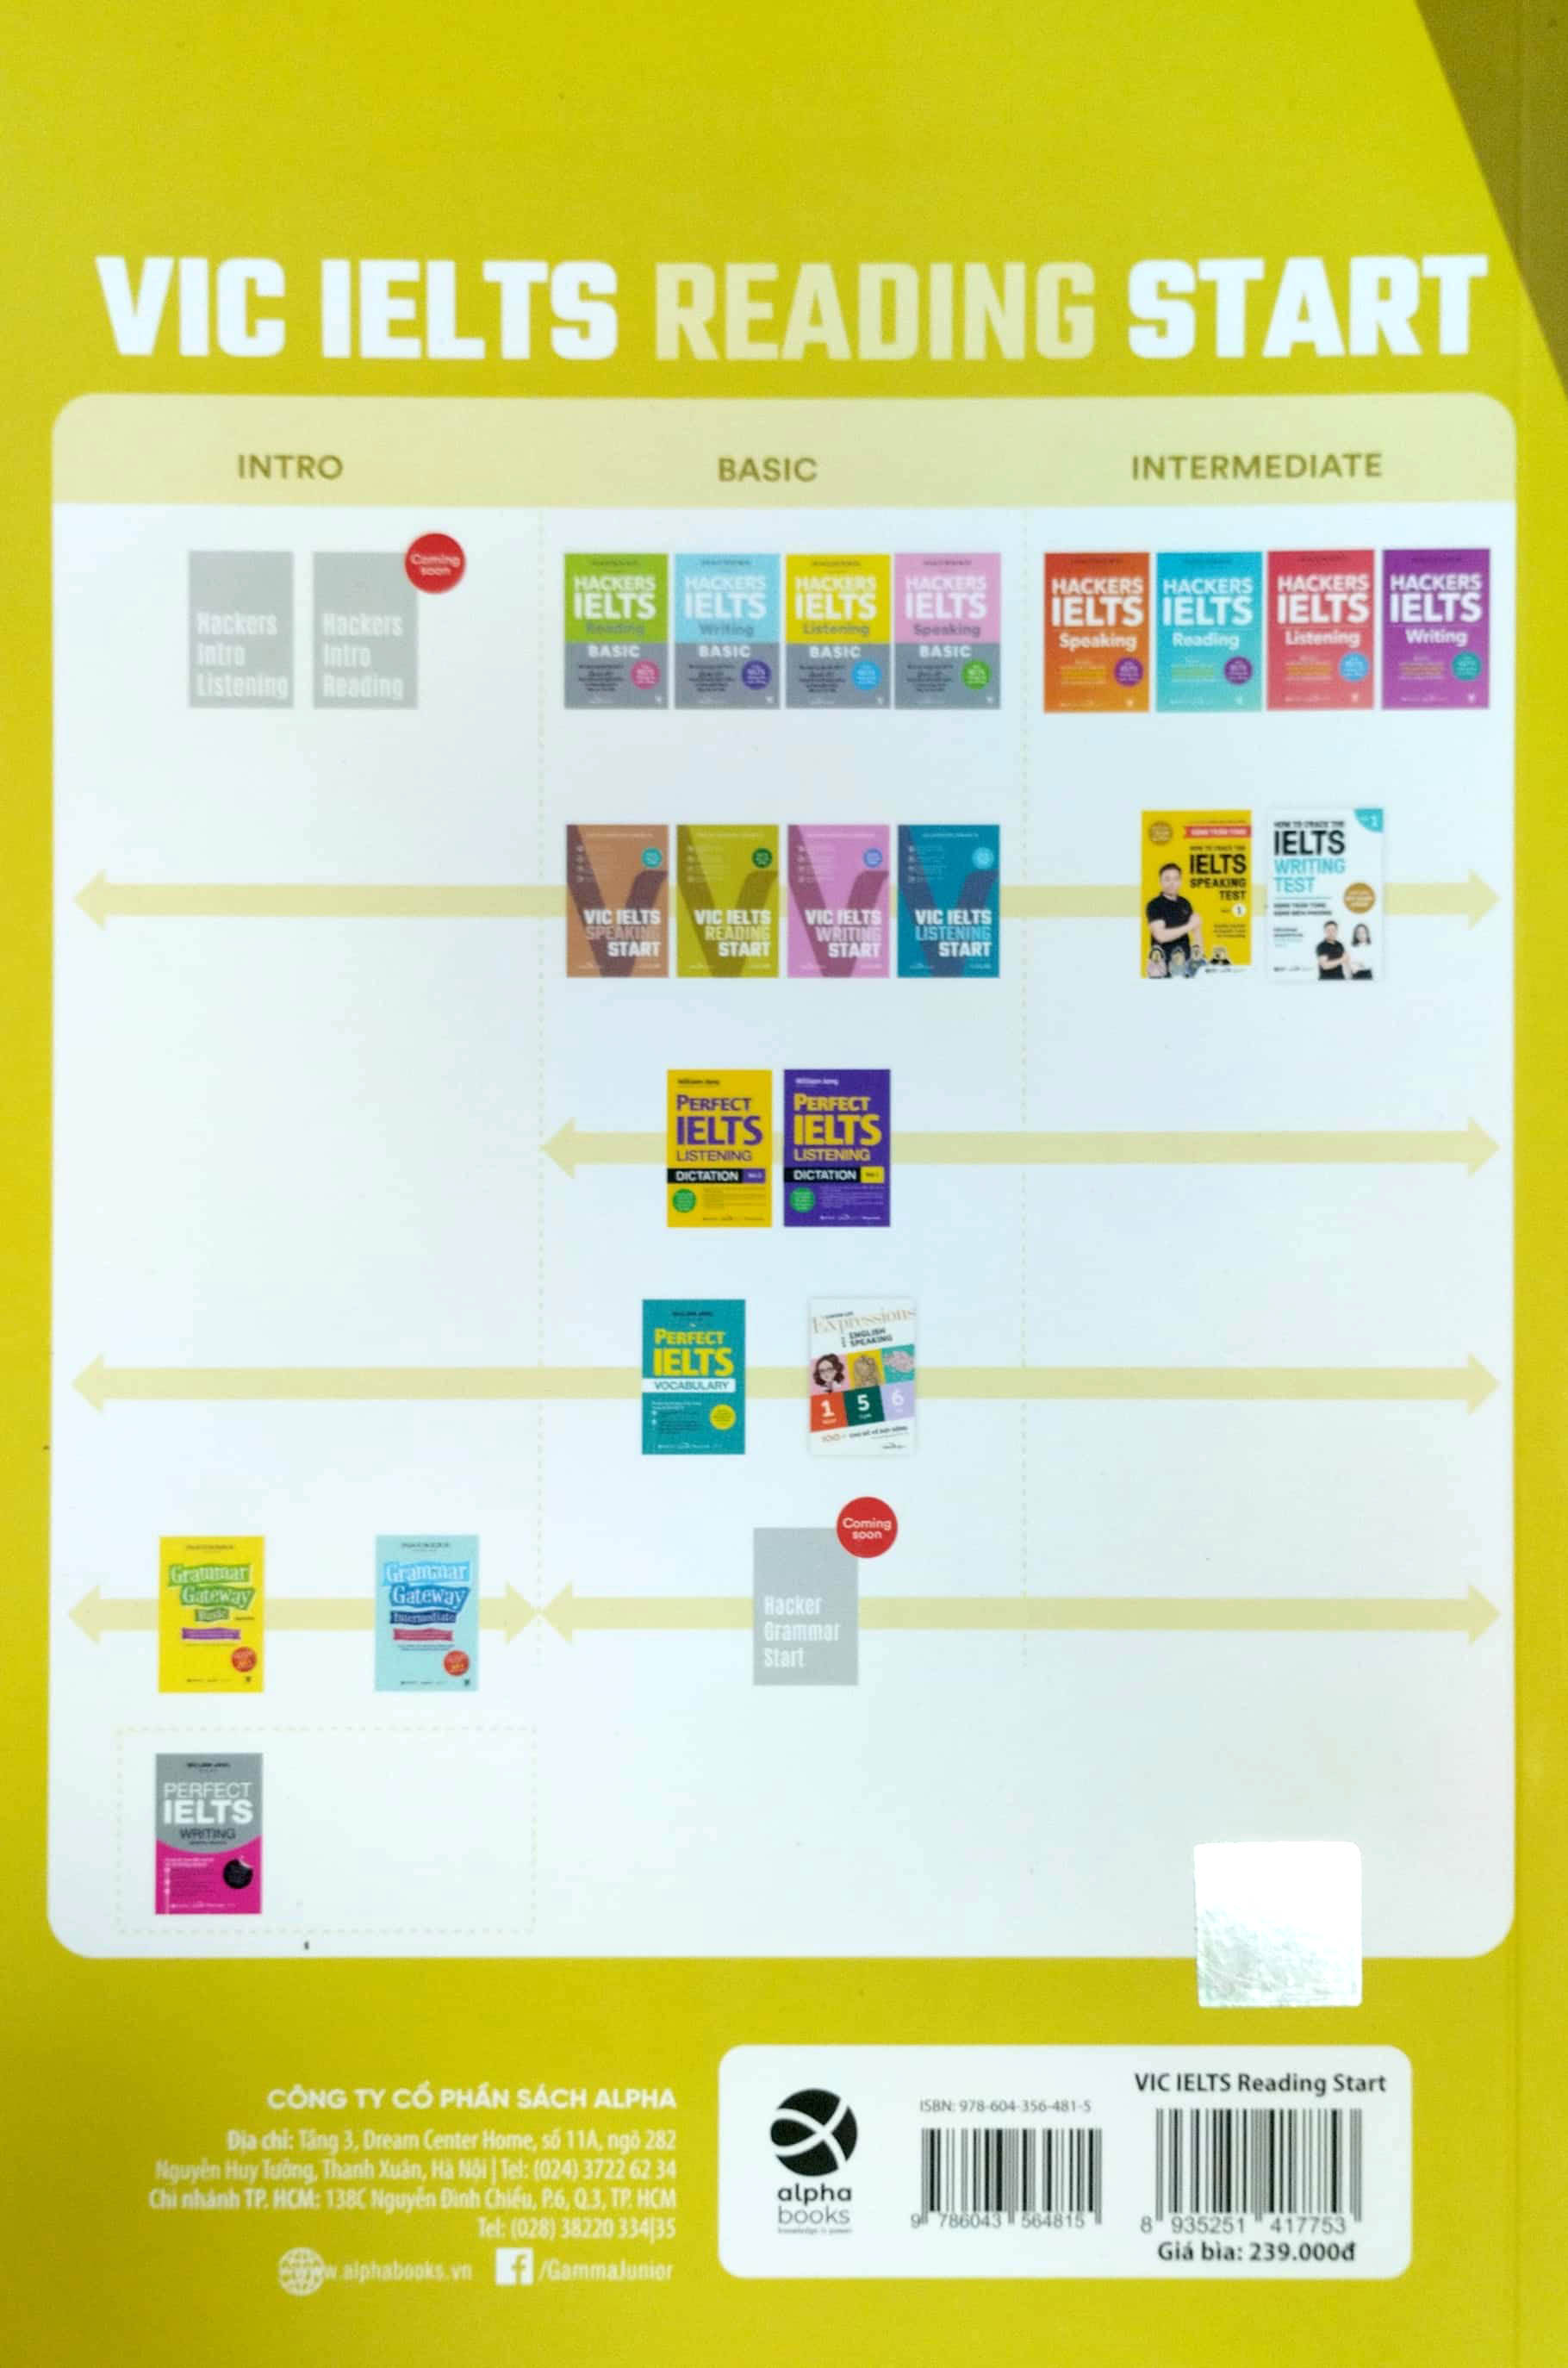 VIC IELTS READING START
INTRO
BASIC
INTERMEDIATE
Hackers
Intro
Listening
Hackers
Intro
Reading
Coming
soon
HACKERS
IELTS
Reading
BASIC
HACKERS
IELTS
Writing
BASIC
HACKERS
IELTS
Listening
BASIC
HACKERS
IELTS
Speaking
BASIC
HACKERS
IELTS
Speaking
HACKERS
IELTS
Reading
HACKERS
IELTS
Listening
HACKERS
IELTS
Writing
VIC IELTS
SPEAKING
START
VIC IELTS
READING
START
VIC IELTS
WRITING
START
VIC IELTS
LISTENING
START
HOW TO CRACK THE
IELTS
SPEAKING
TEST
1
HOW TO CRACK THE
IELTS
WRITING
TEST
1
William Jang
PERFECT
IELTS
LISTENING
DICTATION
William Jang
PERFECT
IELTS
LISTENING
DICTATION
PERFECT
IELTS
VOCABULARY
Expressions
ENGLISH
SPEAKING
1
5
6
Grammar
Gateway
Basic
Grammar
Gateway
Intermediate
Coming
soon
Hacker
Grammar
Start
PERFECT
IELTS
WRITING
CÔNG TY CỔ PHẦN SÁCH ALPHA
Địa chỉ: Tầng 3, Dream Center Home, số 11A, ngõ 282
Nguyễn Huy Tưởng, Thanh Xuân, Hà Nội | Tel: (024) 3722 62 34
Chi nhánh TP. HCM: 138C Nguyễn Đình Chiểu, P.6, Q.3, TP. HCM
Tel: (028) 38220 334|35
www.alphabooks.vn
f /GammaJunior
alpha
books
knowledge is power
ISBN: 978-604-356-481-5
9 786043 564815
VIC IELTS Reading Start
8 935251 417753
Giá bìa: 239.000đ